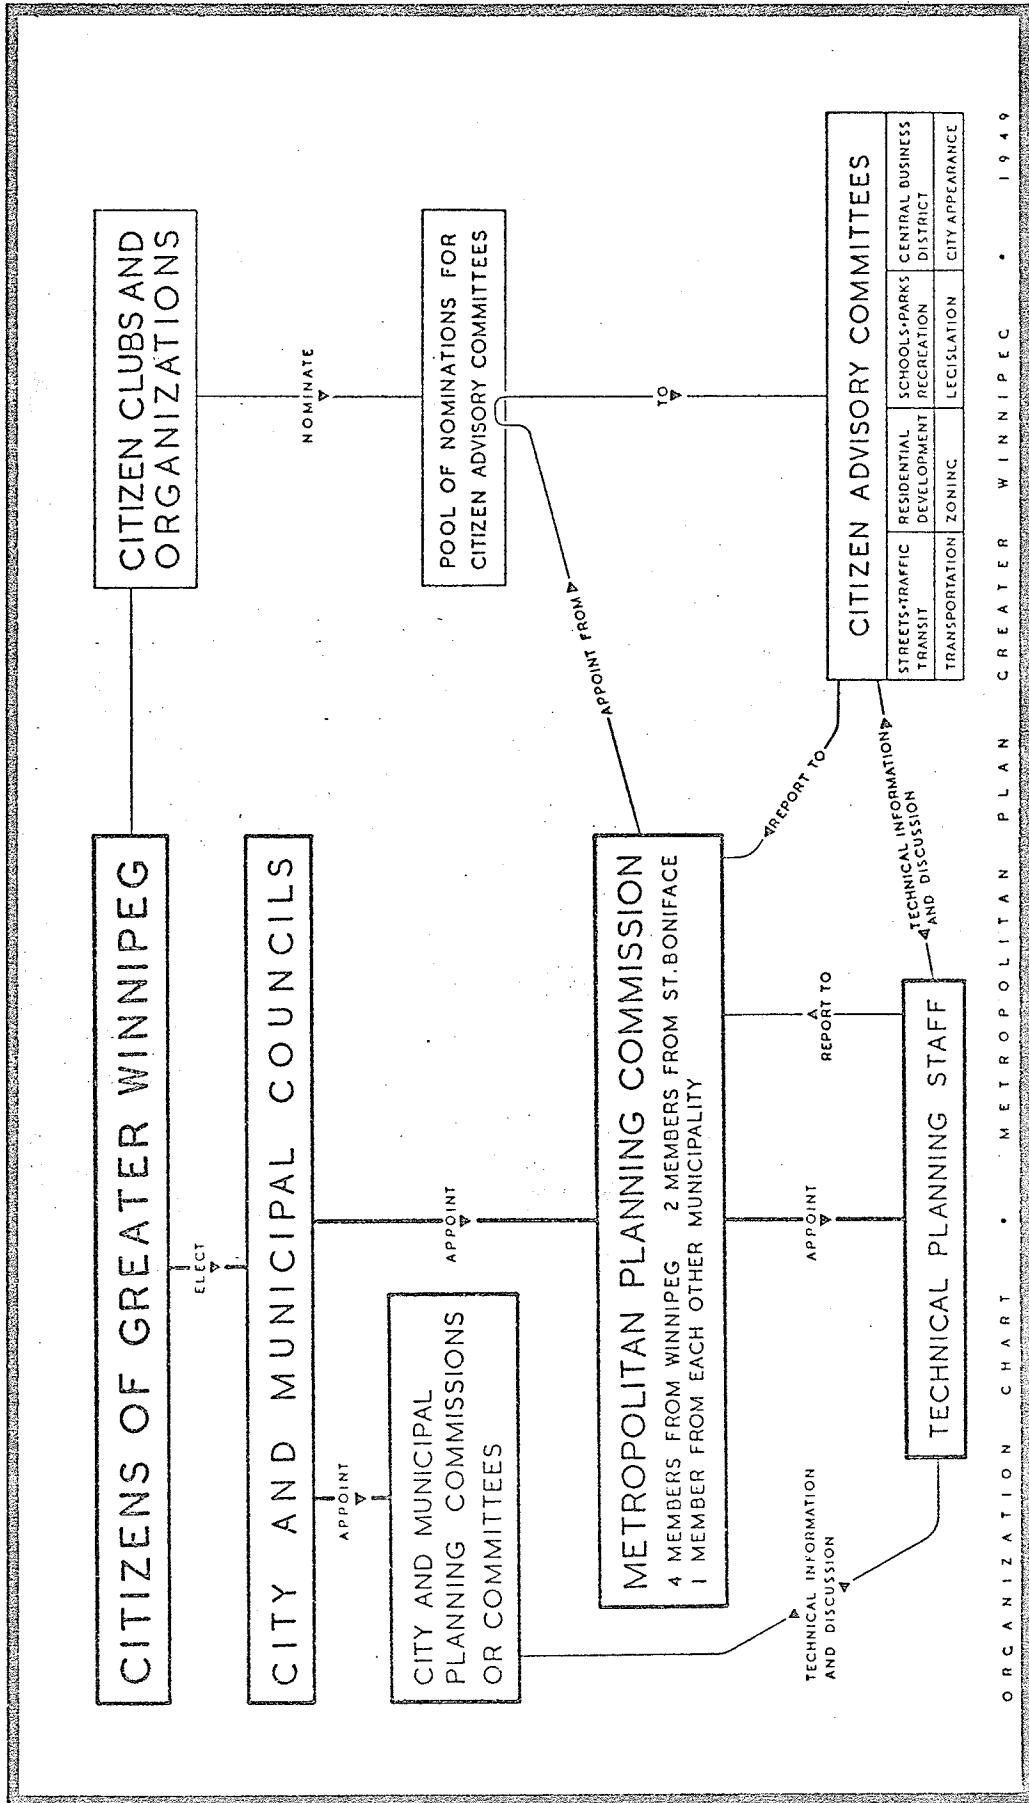 CITIZENS OF GREATER WINNIPEG
CITIZEN CLUBS AND
ORGANIZATIONS
ELECT
NOMINATE
CITY AND MUNICIPAL COUNCILS
APPOINT
APPOINT
CITY AND MUNICIPAL
PLANNING COMMISSIONS
OR COMMITTEES
POOL OF NOMINATIONS FOR
CITIZEN ADVISORY COMMITTEES
APPOINT FROM
TO
METROPOLITAN PLANNING COMMISSION
4 MEMBERS FROM WINNIPEG 2 MEMBERS FROM ST. BONIFACE
1 MEMBER FROM EACH OTHER MUNICIPALITY
REPORT TO
TECHNICAL INFORMATION
AND DISCUSSION
APPOINT
REPORT TO
TECHNICAL INFORMATION
AND DISCUSSION
TECHNICAL PLANNING STAFF
CITIZEN ADVISORY COMMITTEES
STREETS•TRAFFIC
TRANSIT
RESIDENTIAL
DEVELOPMENT
SCHOOLS•PARKS
RECREATION
CENTRAL BUSINESS
DISTRICT
TRANSPORTATION
ZONING
LEGISLATION
CITY APPEARANCE
ORGANIZATION CHART • METROPOLITAN PLAN GREATER WINNIPEG • 1949